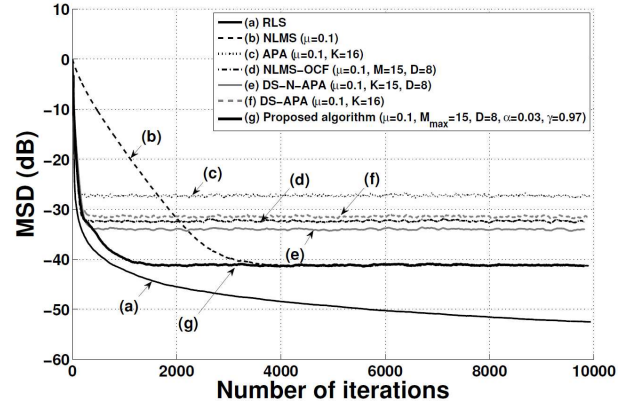 (a) RLS
(b) NLMS (μ=0.1)
(c) APA (μ=0.1, K=16)
(d) NLMS-OCF (μ=0.1, M=15, D=8)
(e) DS-N-APA (μ=0.1, K=15, D=8)
(f) DS-APA (μ=0.1, K=16)
(g) Proposed algorithm (μ=0.1, Mmax=15, D=8, α=0.03, γ=0.97)
MSD (dB)
10
0
-10
-20
-30
-40
-50
-60
(b)
(c)
(d)
(f)
(e)
(a)
(g)
0
2000
4000
6000
8000
10000
Number of iterations